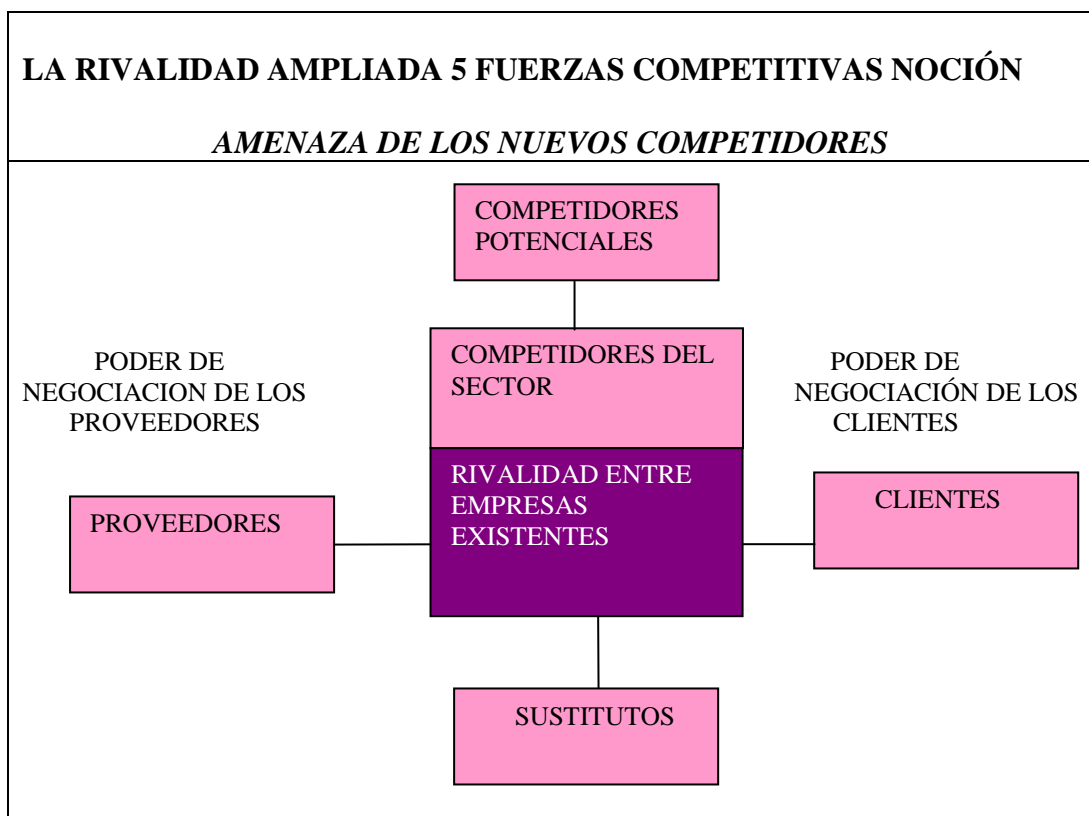 LA RIVALIDAD AMPLIADA 5 FUERZAS COMPETITIVAS NOCIÓN
AMENAZA DE LOS NUEVOS COMPETIDORES
COMPETIDORES
POTENCIALES
PODER DE
NEGOCIACION DE LOS
PROVEEDORES
COMPETIDORES DEL
SECTOR
PODER DE
NEGOCIACIÓN DE LOS
CLIENTES
PROVEEDORES
RIVALIDAD ENTRE
EMPRESAS
EXISTENTES
CLIENTES
SUSTITUTOS